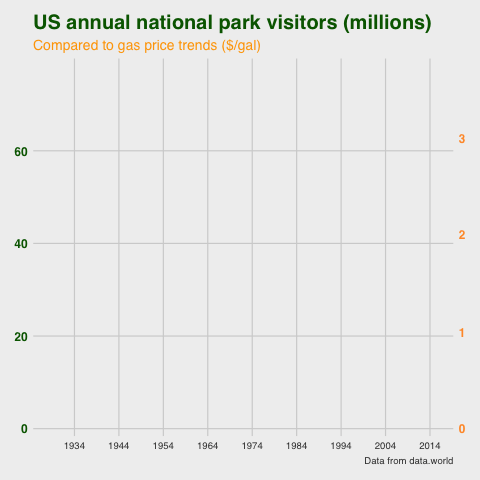 US annual national park visitors (millions)
Compared to gas price trends ($/gal)
3
60
2
40
1
20
0 0
1934 1944 1954 1964 1974 1984 1994 2004 2014
Data from data.world